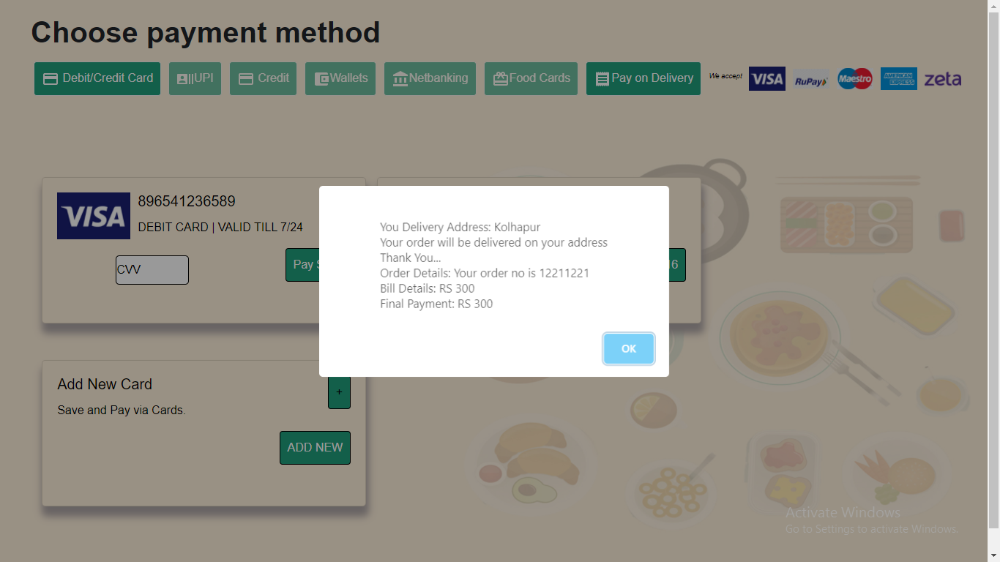 Choose payment method
Debit/Credit Card
UPI
Credit
Wallets
Netbanking
Food Cards
Pay on Delivery
We accept
VISA
RuPay
Maestro
AMERICAN
EXPRESS
zeta
VISA
896541236589
DEBIT CARD | VALID TILL 7/24
CVV
Pay
16
You Delivery Address: Kolhapur
Your order will be delivered on your address
Thank You...
Order Details: Your order no is 12211221
Bill Details: RS 300
Final Payment: RS 300
OK
Add New Card
+
Save and Pay via Cards.
ADD NEW
Activate Windows
Go to Settings to activate Windows.